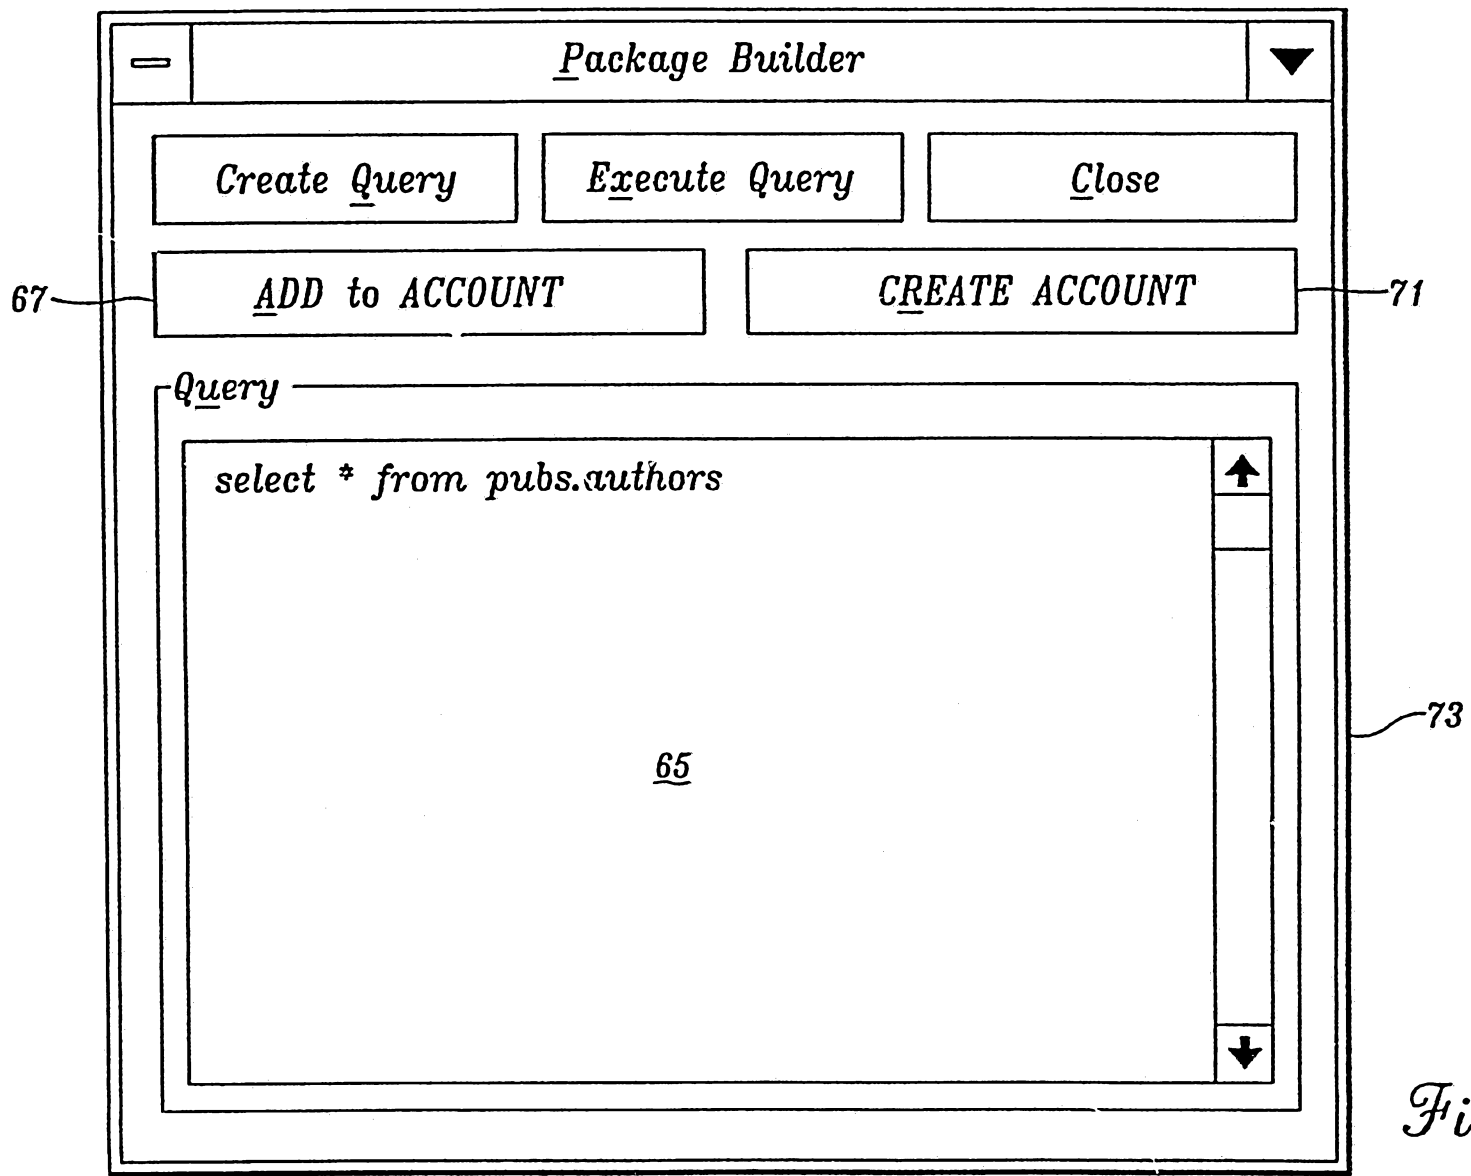 Package Builder
Create Query
Execute Query
Close
67
ADD to ACCOUNT
CREATE ACCOUNT
71
Query
select * from pubs.authors
65
73